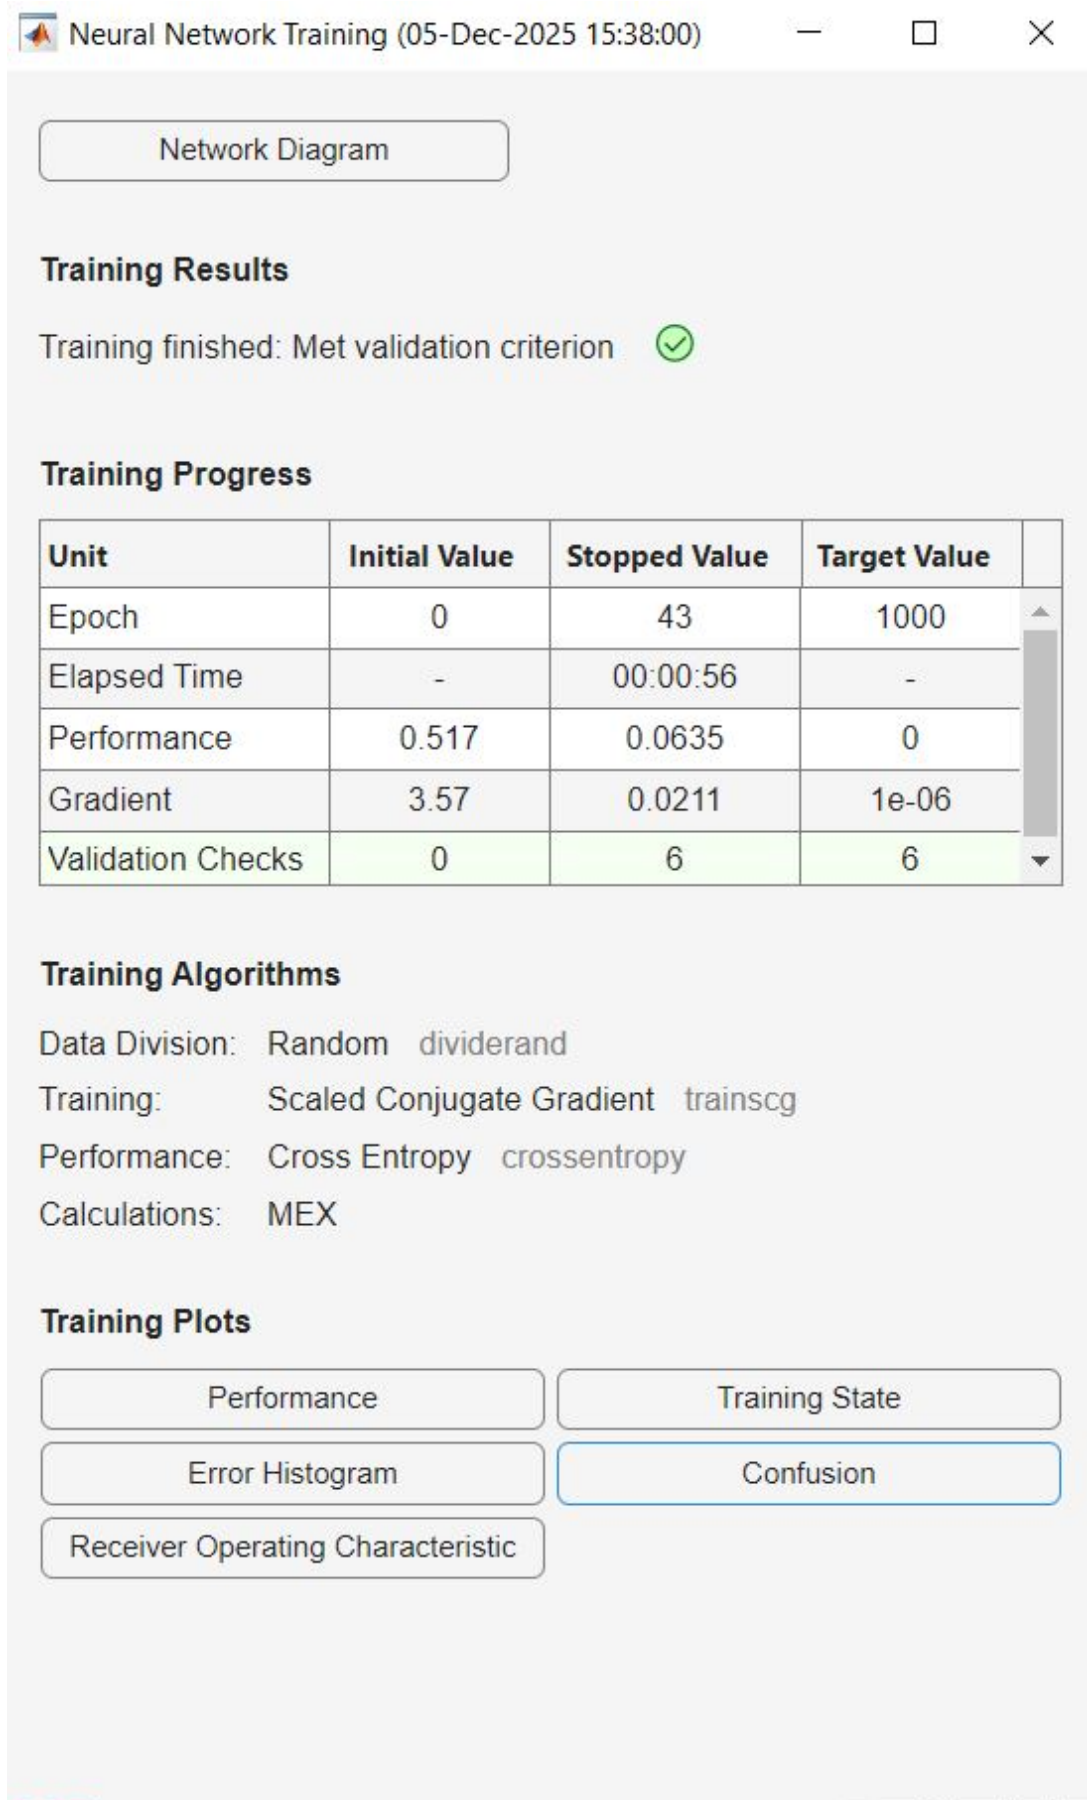 Neural Network Training (05-Dec-2025 15:38:00)
Network Diagram
Training Results
Training finished: Met validation criterion
Training Progress
Unit Initial Value Stopped Value Target Value
Epoch 0 43 1000
Elapsed Time - 00:00:56 -
Performance 0.517 0.0635 0
Gradient 3.57 0.0211 1e-06
Validation Checks 0 6 6
Training Algorithms
Data Division: Random dividerand
Training: Scaled Conjugate Gradient trainscg
Performance: Cross Entropy crossentropy
Calculations: MEX
Training Plots
Performance Training State
Error Histogram Confusion
Receiver Operating Characteristic